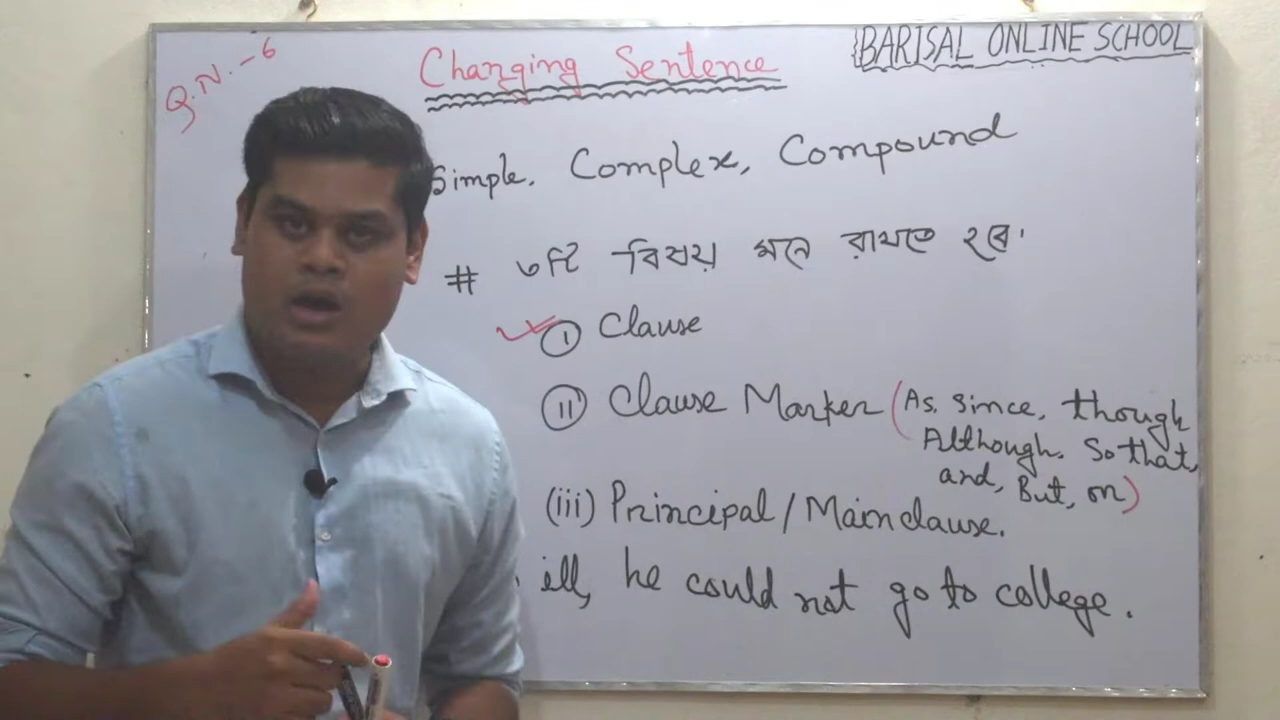 Q.N.-6
Changing Sentence
BARISAL ONLINE SCHOOL
Simple, Complex, Compound
# ৩টি বিষয় মনে রাখতে হবে।
(i) Clause
(ii) Clause Marker (As, Since, though
Although, So that,
and, But, or)
(iii) Principal/Main clause.
ill, he could not go to college.